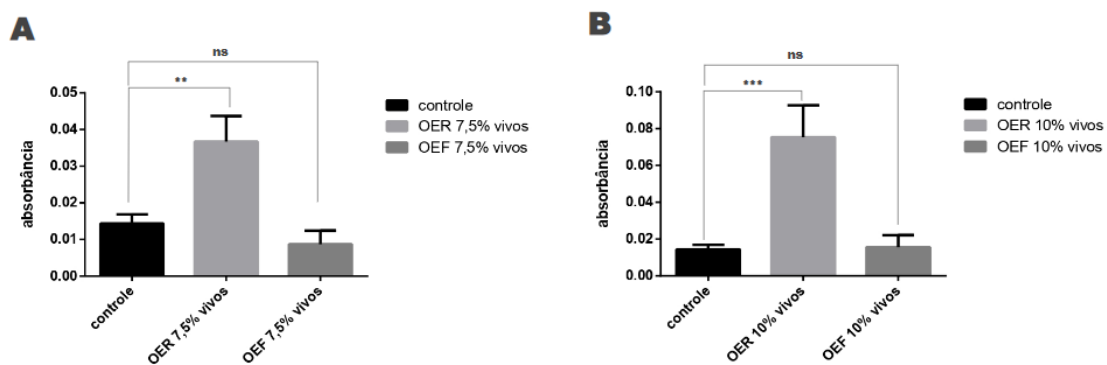 A
ns
**
absorbância
0.05
0.04
0.03
0.02
0.01
0.00
controle
OER 7,5% vivos
OEF 7,5% vivos
controle
OER 7,5% vivos
OEF 7,5% vivos
B
ns
***
absorbância
0.10
0.08
0.06
0.04
0.02
0.00
controle
OER 10% vivos
OEF 10% vivos
controle
OER 10% vivos
OEF 10% vivos